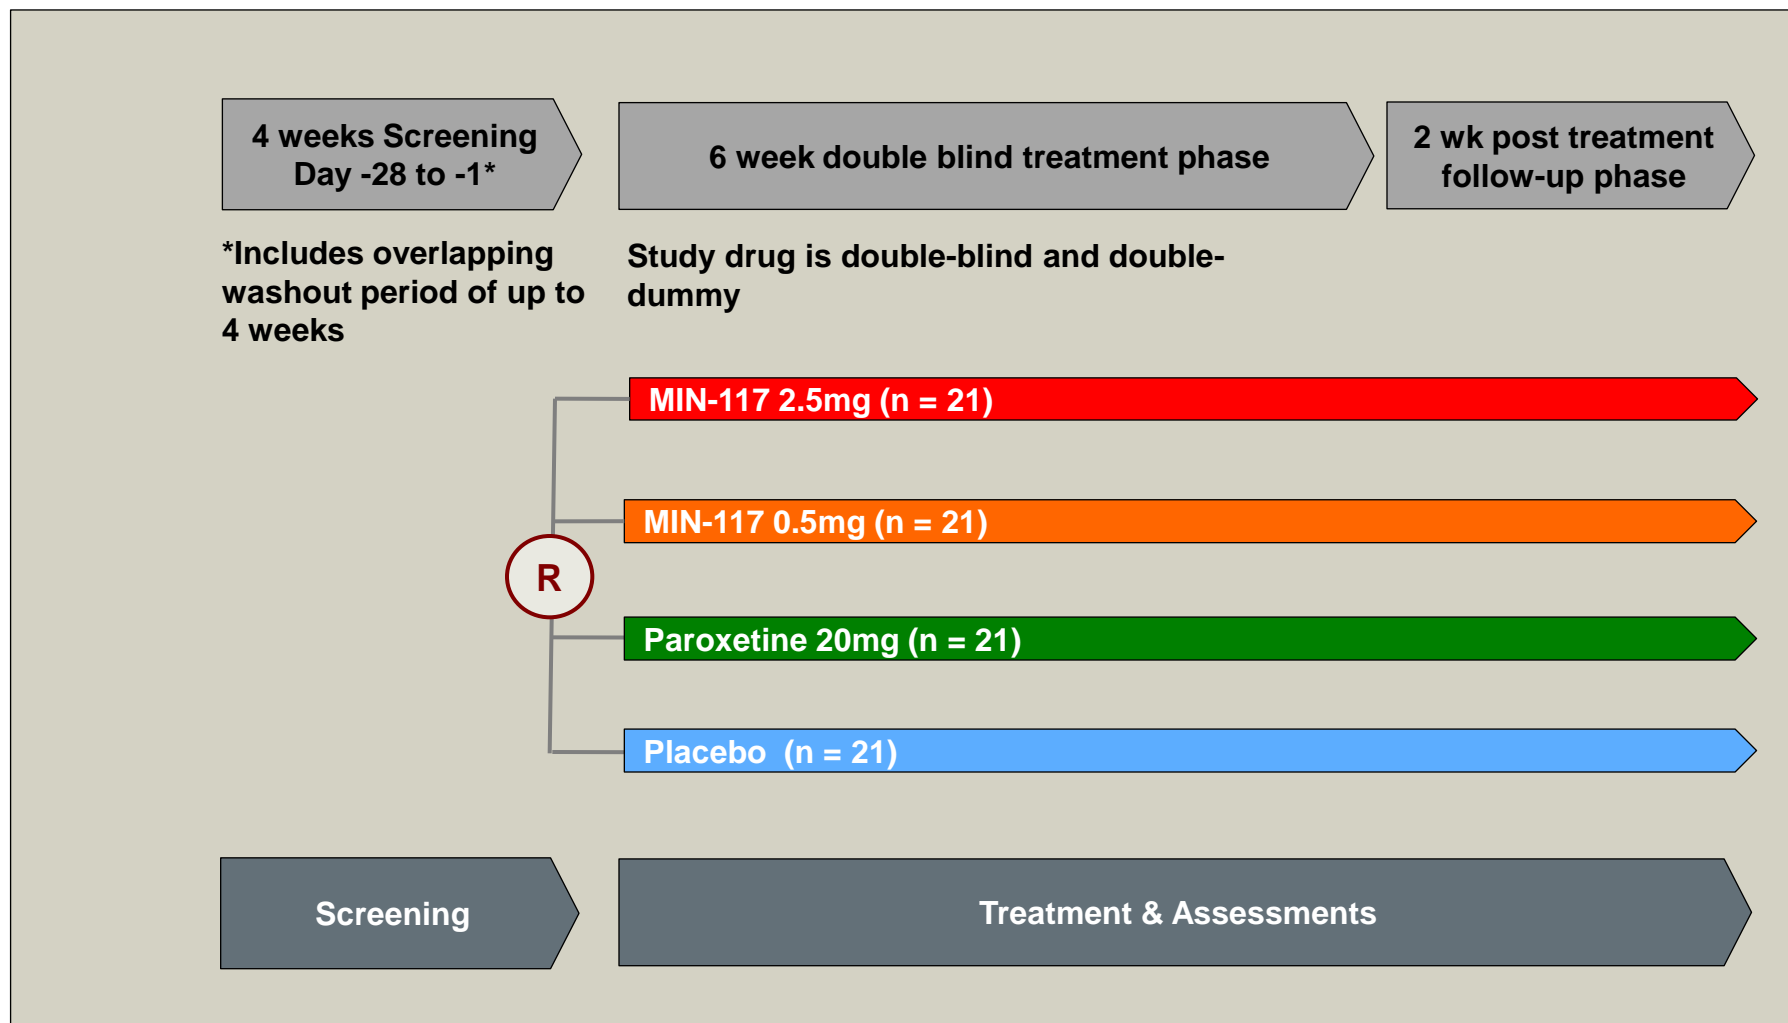 4 weeks Screening
Day -28 to -1*
6 week double blind treatment phase
2 wk post treatment
follow-up phase
*Includes overlapping
washout period of up to
4 weeks
Study drug is double-blind and double-
dummy
MIN-117 2.5mg (n = 21)
MIN-117 0.5mg (n = 21)
R
Paroxetine 20mg (n = 21)
Placebo  (n = 21)
Screening
Treatment & Assessments